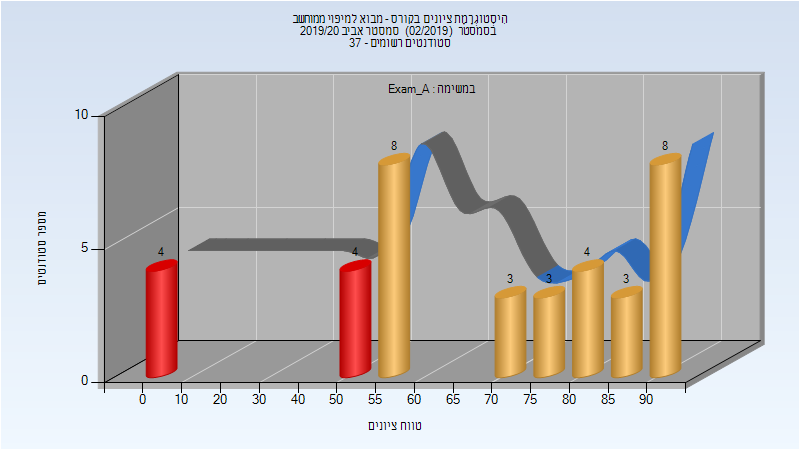 היסטוגרמת ציונים בקורס - מבוא למיפוי ממוחשב
בסמסטר (02/2019) סמסטר אביב 2019/20
סטודנטים רשומים - 37
במשימה : Exam_A
10
5
0
מספר סטודנטים
4 4 8 3 3 4 3 8
0 10 20 30 40 50 55 60 65 70 75 80 85 90
טווח ציונים